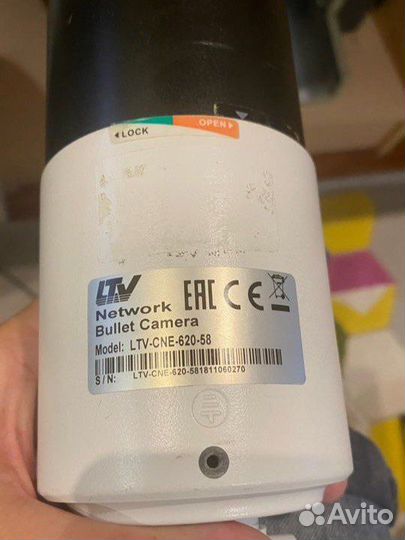 ◄LOCK OPEN►
LTV EAC CE
Network
Bullet Camera
Model: LTV-CNE-620-58
S/N: LTV-CNE-620-581811060270
Avito